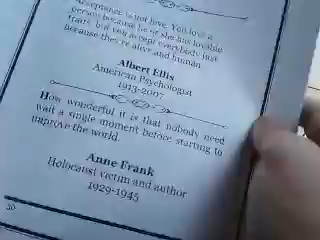 Acceptance is not love. You love a
person because he or she has lovable
traits, but you accept everybody just
because they're alive and human.
Albert Ellis
American Psychologist
1913-2007
How wonderful it is that nobody need
wait a single moment before starting to
improve the world.
Anne Frank
Holocaust victim and author
1929-1945
30